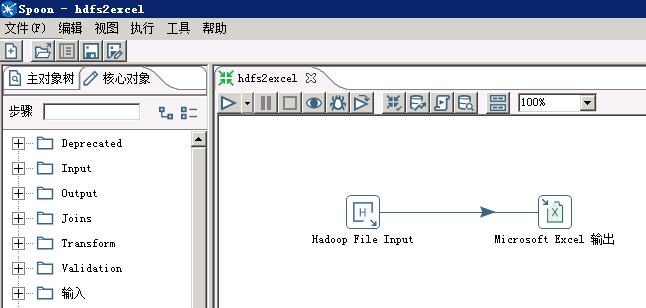 Spoon - hdfs2excel
文件(F) 编辑 视图 执行 工具 帮助
主对象树 核心对象
hdfs2excel
步骤
100%
Deprecated
Input
Output
Joins
Transform
Validation
输入
H
X
Hadoop File Input
Microsoft Excel 输出